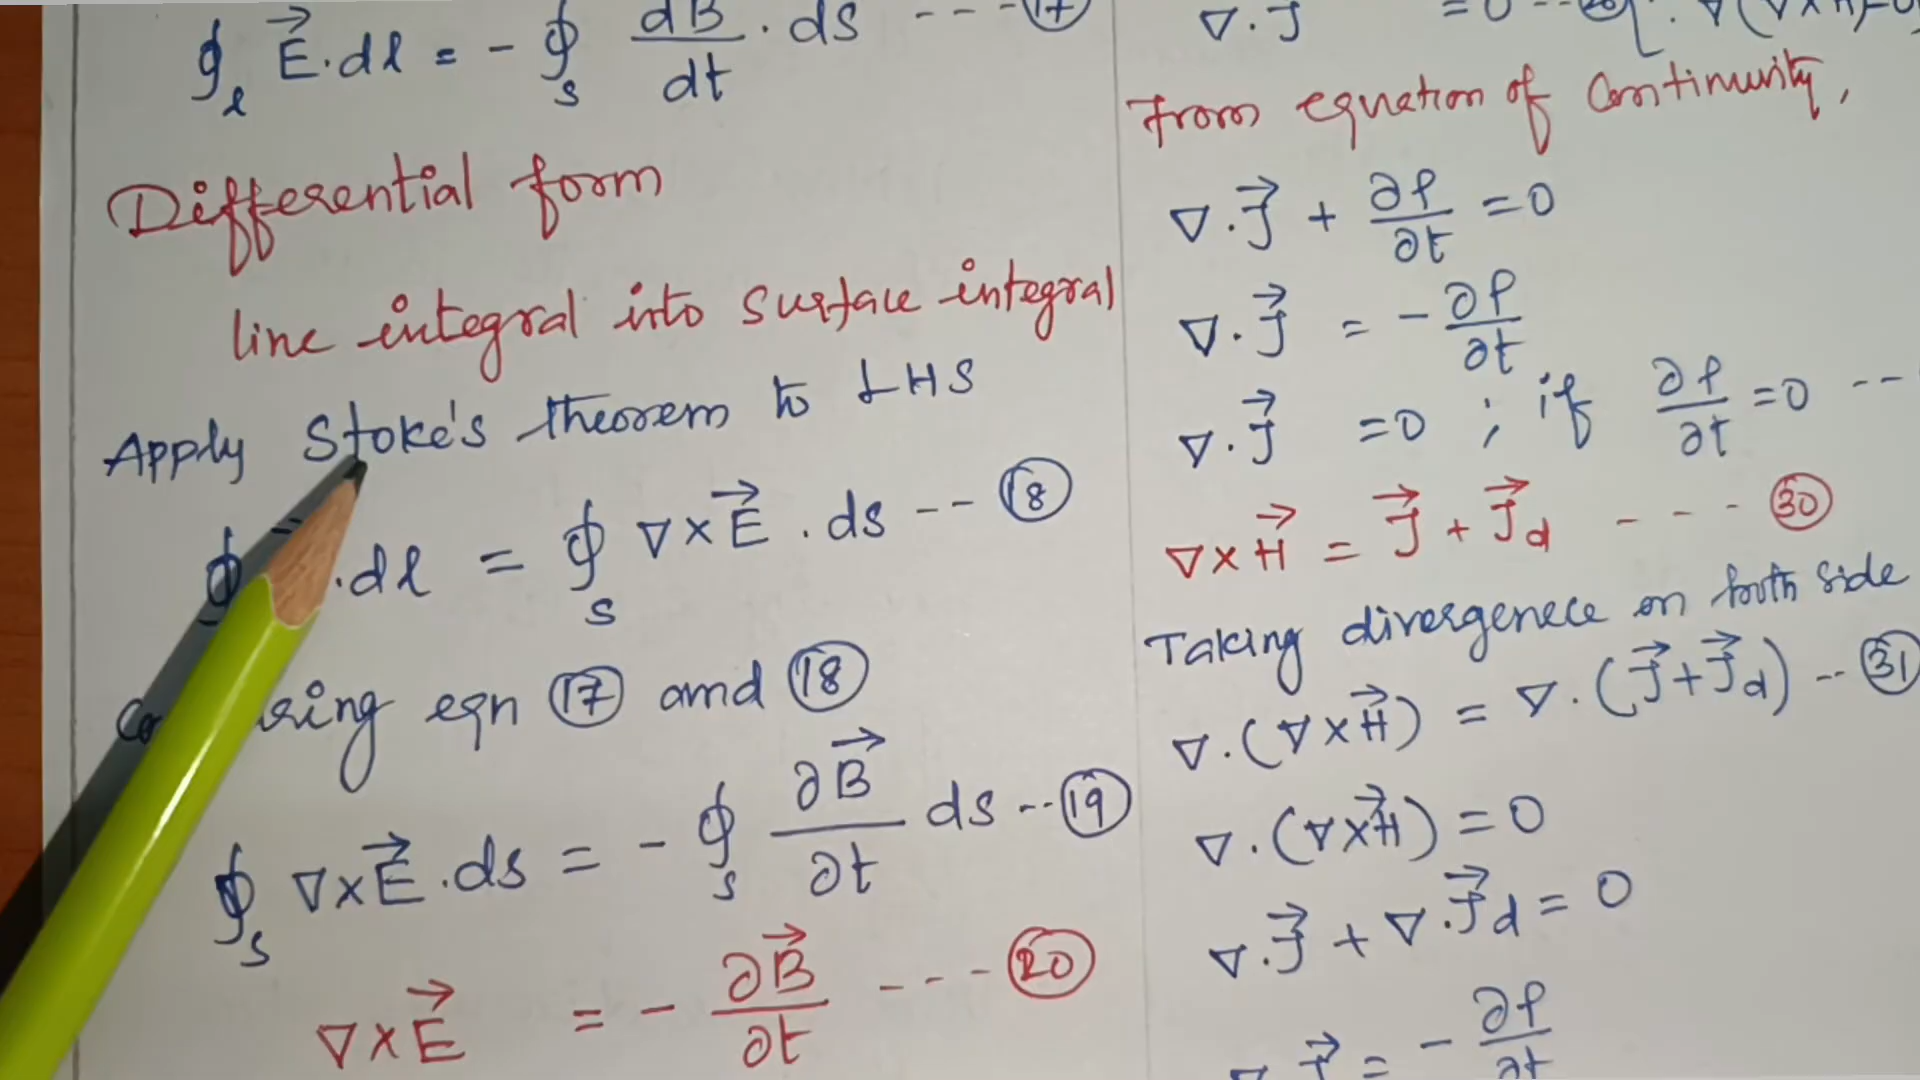 ∮l E⃗.dl = - ∮s dB/dt . ds ---(17)
Differential form
line integral into surface integral
Apply Stoke's theorem to LHS
∮ .dl = ∮s ∇×E⃗ . ds -- (18)
eqn (17) and (18)
∮s ∇×E⃗.ds = - ∮s ∂B⃗/∂t ds --(19)
∇×E⃗ = - ∂B⃗/∂t --- (20)
∇.J = 0
From equation of Continuity,
∇.J⃗ + ∂ρ/∂t = 0
∇.J⃗ = - ∂ρ/∂t
∇.J⃗ = 0 ; if ∂ρ/∂t = 0 --
∇×H⃗ = J⃗ + J⃗d --- (30)
Taking divergenece on both side
∇.(∇×H⃗) = ∇.(J⃗+J⃗d) -- (31)
∇.(∇×H⃗) = 0
∇.J⃗ + ∇.J⃗d = 0
= - ∂ρ/∂t